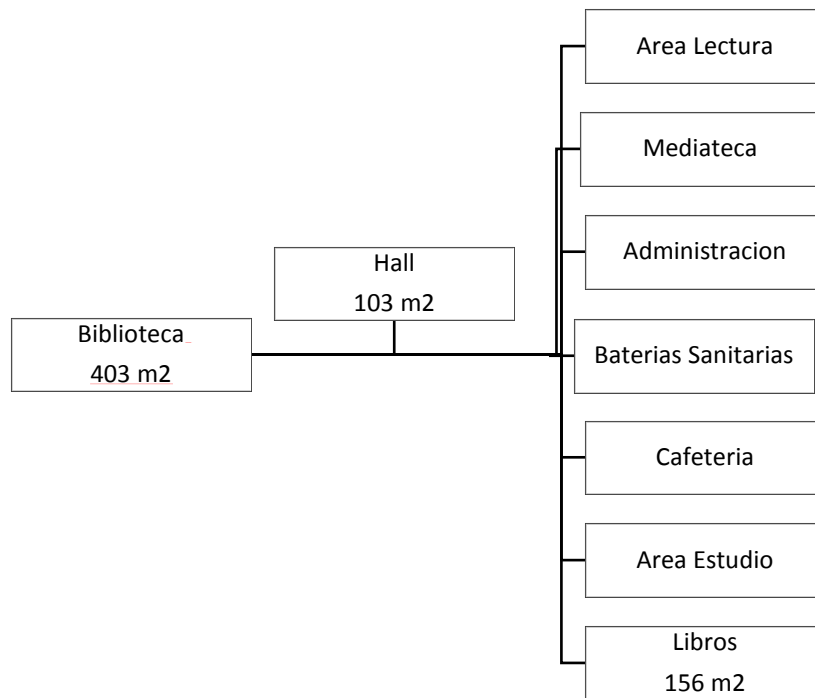 Area Lectura
Mediateca
Administracion
Hall
103 m2
Biblioteca
403 m2
Baterias Sanitarias
Cafeteria
Area Estudio
Libros
156 m2